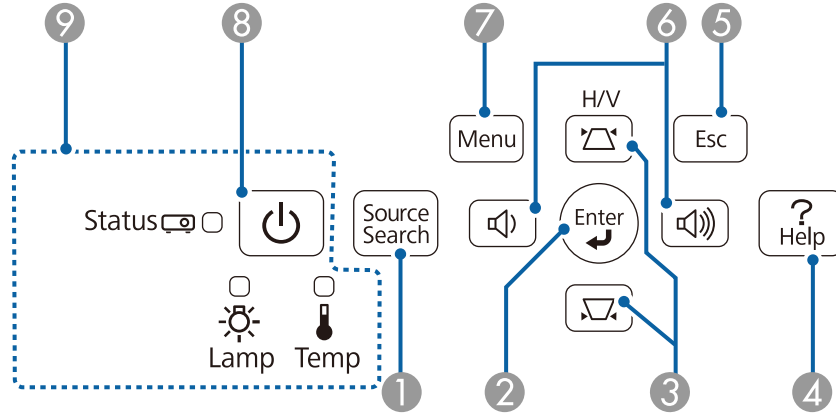 9
8
7
6
5
H/V
Menu
Esc
Status
Source
Search
Enter
?
Help
Lamp
Temp
1
2
3
4